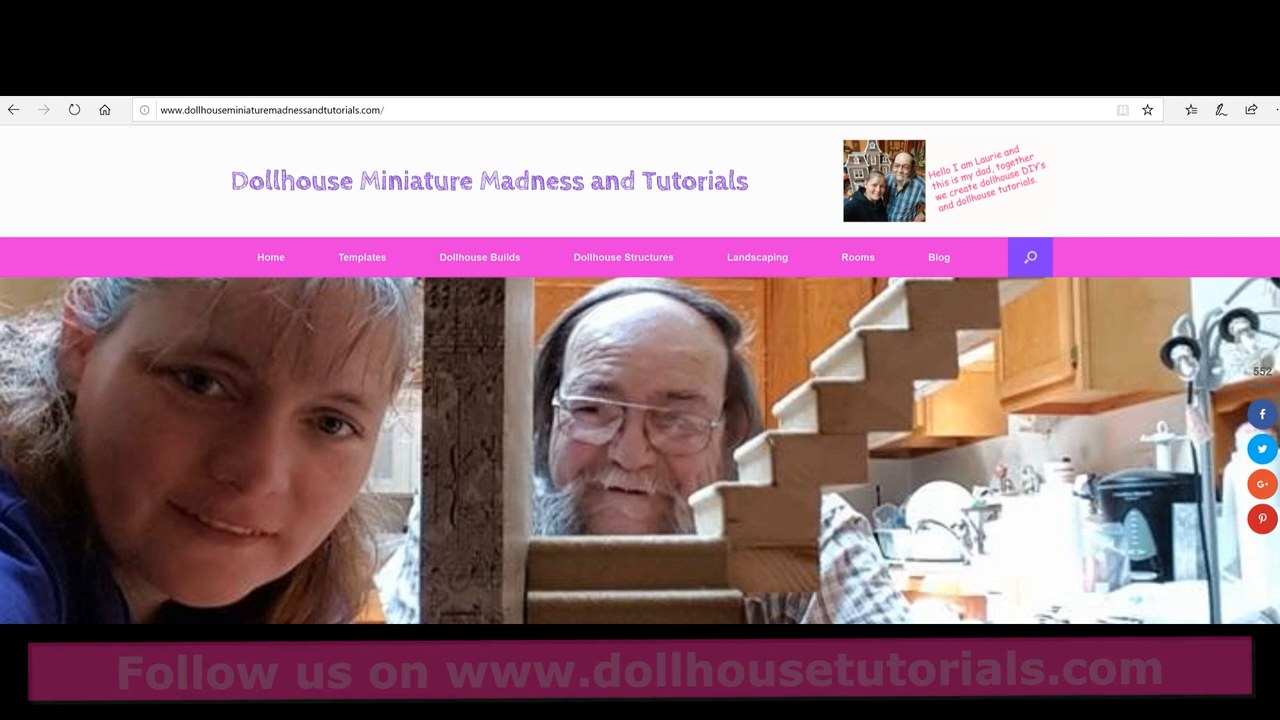 www.dollhouseminiaturemadnessandtutorials.com/
Dollhouse Miniature Madness and Tutorials
Hello I am Laurie and
this is my dad, together
we create dollhouse DIY's
and dollhouse tutorials.
Home Templates Dollhouse Builds Dollhouse Structures Landscaping Rooms Blog
552
Follow us on www.dollhousetutorials.com